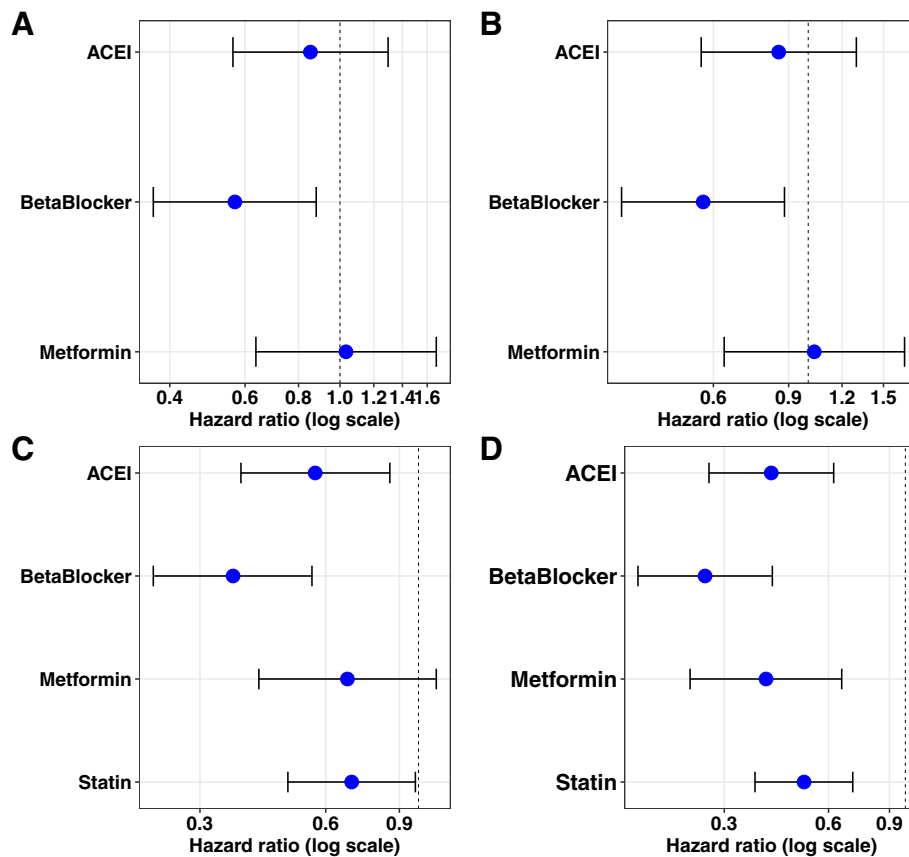 A
ACEI
BetaBlocker
Metformin
0.4 0.6 0.8 1.0 1.2 1.4 1.6
Hazard ratio (log scale)
B
ACEI
BetaBlocker
Metformin
0.6 0.9 1.2 1.5
Hazard ratio (log scale)
C
ACEI
BetaBlocker
Metformin
Statin
0.3 0.6 0.9
Hazard ratio (log scale)
D
ACEI
BetaBlocker
Metformin
Statin
0.3 0.6 0.9
Hazard ratio (log scale)